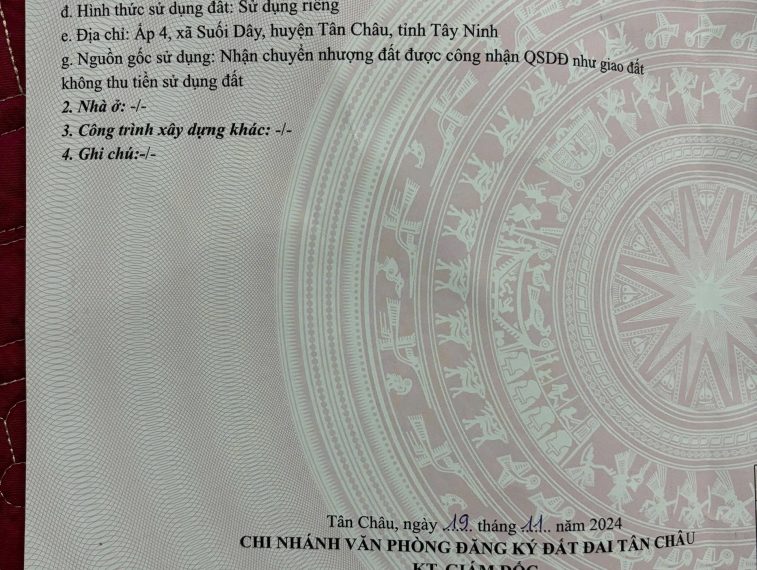 đ. Hình thức sử dụng đất: Sử dụng riêng
e. Địa chỉ: Ấp 4, xã Suối Dây, huyện Tân Châu, tỉnh Tây Ninh
g. Nguồn gốc sử dụng: Nhận chuyển nhượng đất được công nhận QSDĐ như giao đất
không thu tiền sử dụng đất
2. Nhà ở: -/-
3. Công trình xây dựng khác: -/-
4. Ghi chú:-/-
Tân Châu, ngày .19. tháng .11.. năm 2024
CHI NHÁNH VĂN PHÒNG ĐĂNG KÝ ĐẤT ĐAI TÂN CHÂU
KT. GIÁM ĐỐC